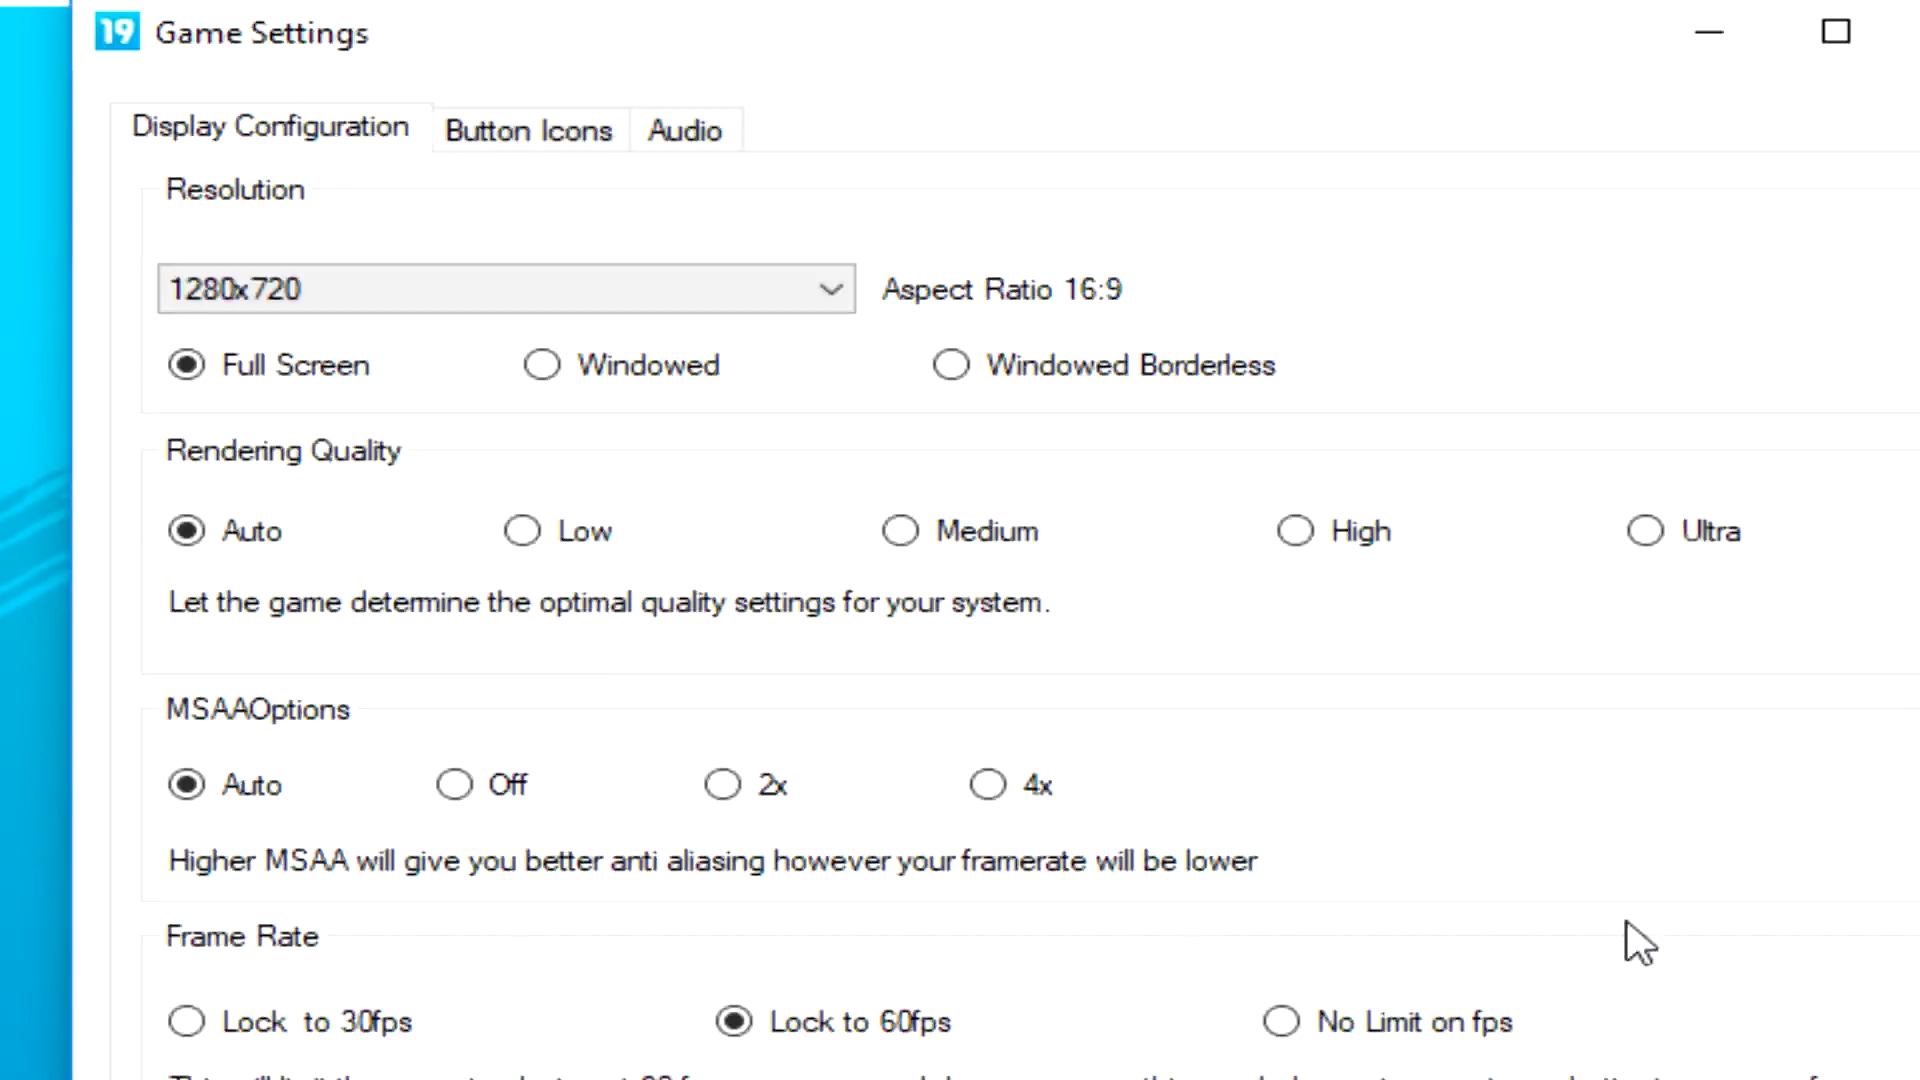 19 Game Settings
Display Configuration Button Icons Audio
Resolution
1280x720 Aspect Ratio 16:9
Full Screen Windowed Windowed Borderless
Rendering Quality
Auto Low Medium High Ultra
Let the game determine the optimal quality settings for your system.
MSAAOptions
Auto Off 2x 4x
Higher MSAA will give you better anti aliasing however your framerate will be lower
Frame Rate
Lock to 30fps Lock to 60fps No Limit on fps